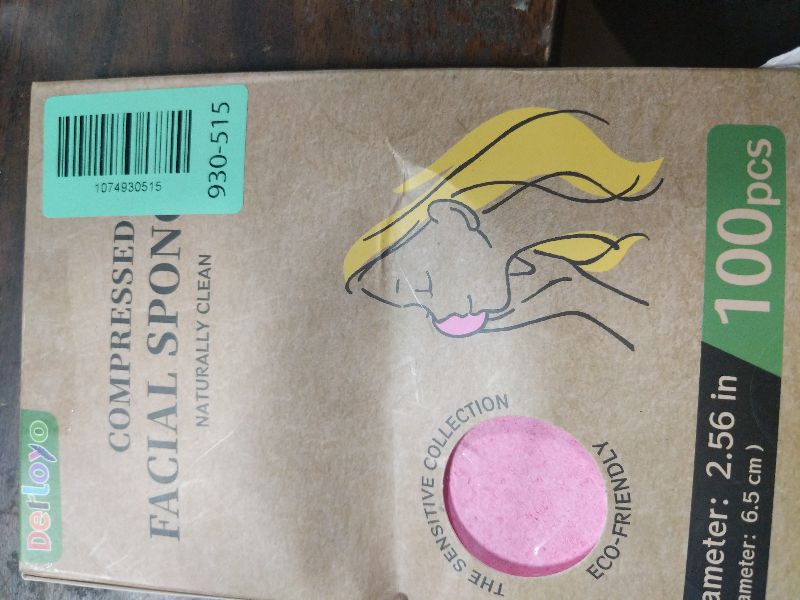 Derloyo
COMPRESSED
FACIAL SPONG
NATURALLY CLEAN
1074930515
930-515
THE SENSITIVE COLLECTION
ECO-FRIENDLY
100pcs
ameter: 2.56 in
ameter: 6.5 cm )